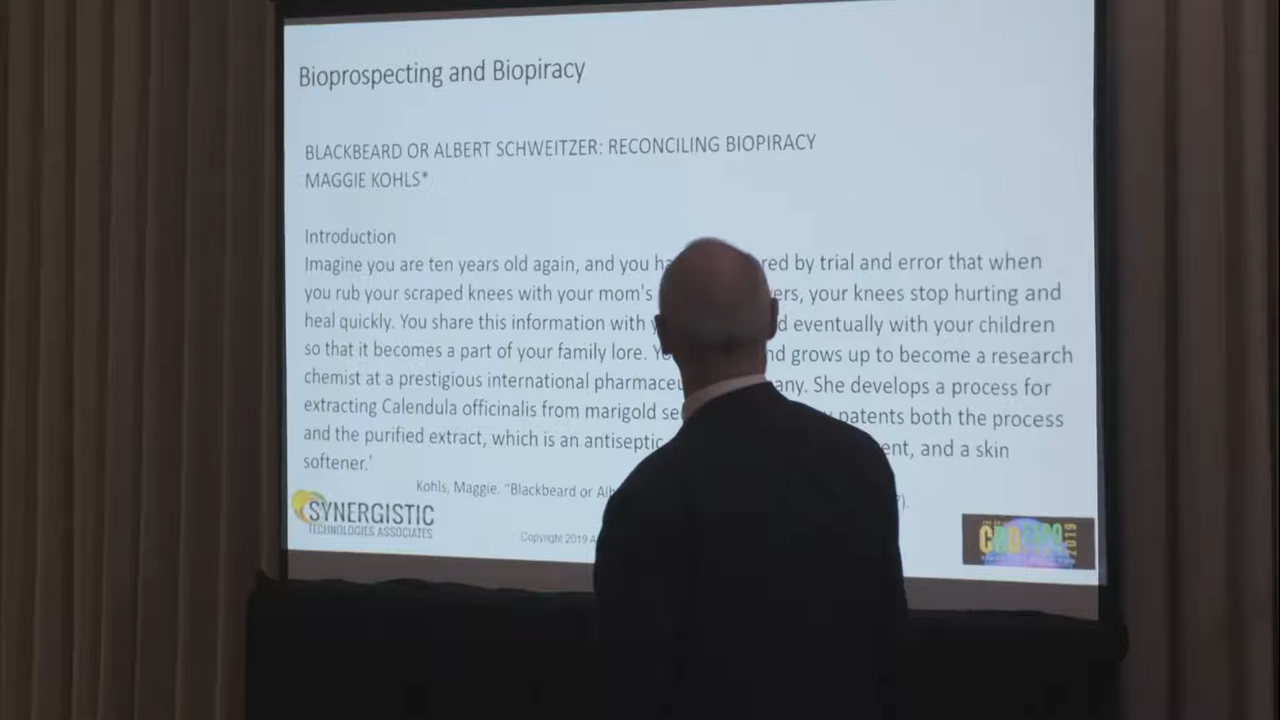 Bioprospecting and Biopiracy
BLACKBEARD OR ALBERT SCHWEITZER: RECONCILING BIOPIRACY
MAGGIE KOHLS*
Introduction
Imagine you are ten years old again, and you red by trial and error that when
you rub your scraped knees with your mom's ers, your knees stop hurting and
heal quickly. You share this information with eventually with your children
so that it becomes a part of your family lore. nd grows up to become a research
chemist at a prestigious international any. She develops a process for
extracting Calendula officinalis from marigold patents both the process
and the purified extract, which is an antiseptic ent, and a skin
softener.'
Kohls, Maggie. "Blackbeard or ).
SYNERGISTIC
TECHNOLOGIES ASSOCIATES
Copyright 2019
CBD EXPO
2019